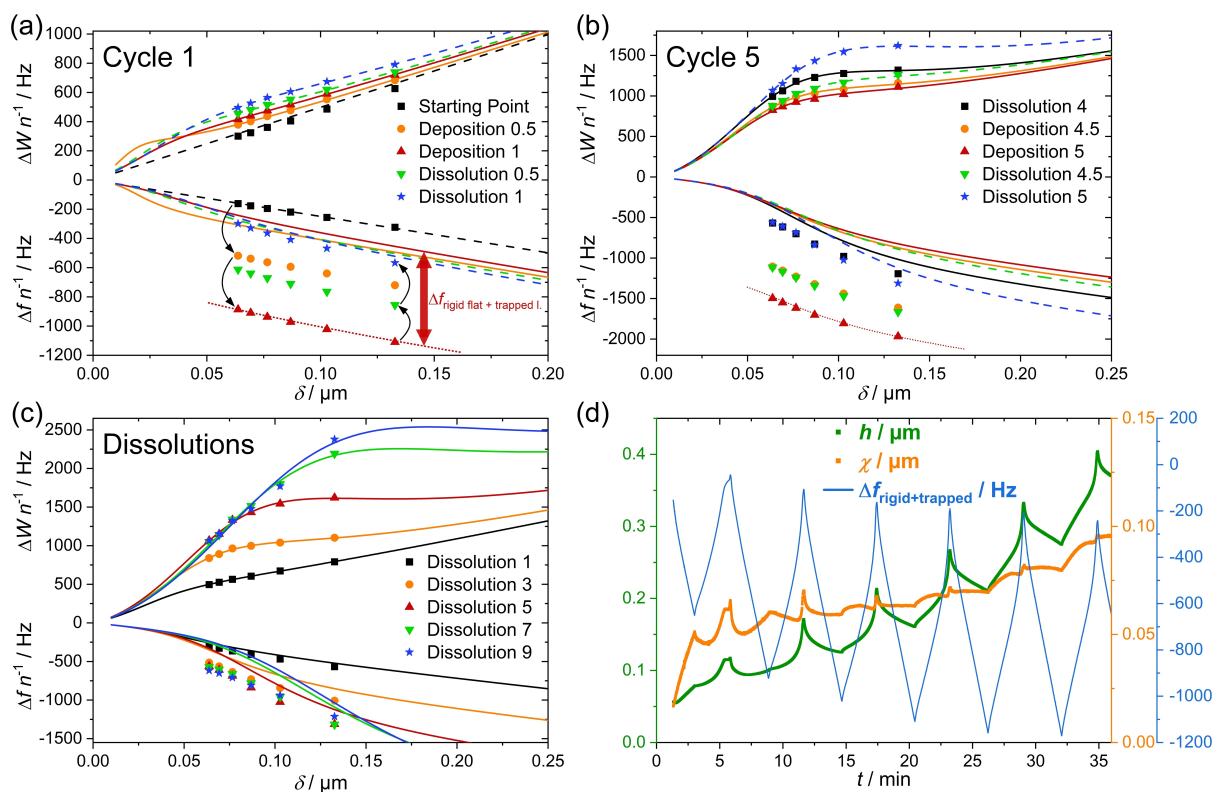 (a)
Cycle 1
ΔW n⁻¹ / Hz
Δf n⁻¹ / Hz
1000
800
600
400
200
0
-200
-400
-600
-800
-1000
-1200
Starting Point
Deposition 0.5
Deposition 1
Dissolution 0.5
Dissolution 1
Δf rigid flat + trapped l.
0.00 0.05 0.10 0.15 0.20
δ / µm
(b)
Cycle 5
ΔW n⁻¹ / Hz
Δf n⁻¹ / Hz
1500
1000
500
0
-500
-1000
-1500
-2000
Dissolution 4
Deposition 4.5
Deposition 5
Dissolution 4.5
Dissolution 5
0.00 0.05 0.10 0.15 0.20 0.25
δ / µm
(c)
Dissolutions
ΔW n⁻¹ / Hz
Δf n⁻¹ / Hz
2500
2000
1500
1000
500
0
-500
-1000
-1500
Dissolution 1
Dissolution 3
Dissolution 5
Dissolution 7
Dissolution 9
0.00 0.05 0.10 0.15 0.20 0.25
δ / µm
(d)
h / µm
χ / µm
Δf rigid+trapped / Hz
0.4
0.3
0.2
0.1
0.0
0.15
0.10
0.05
0.00
200
0
-200
-400
-600
-800
-1000
-1200
0 5 10 15 20 25 30 35
t / min